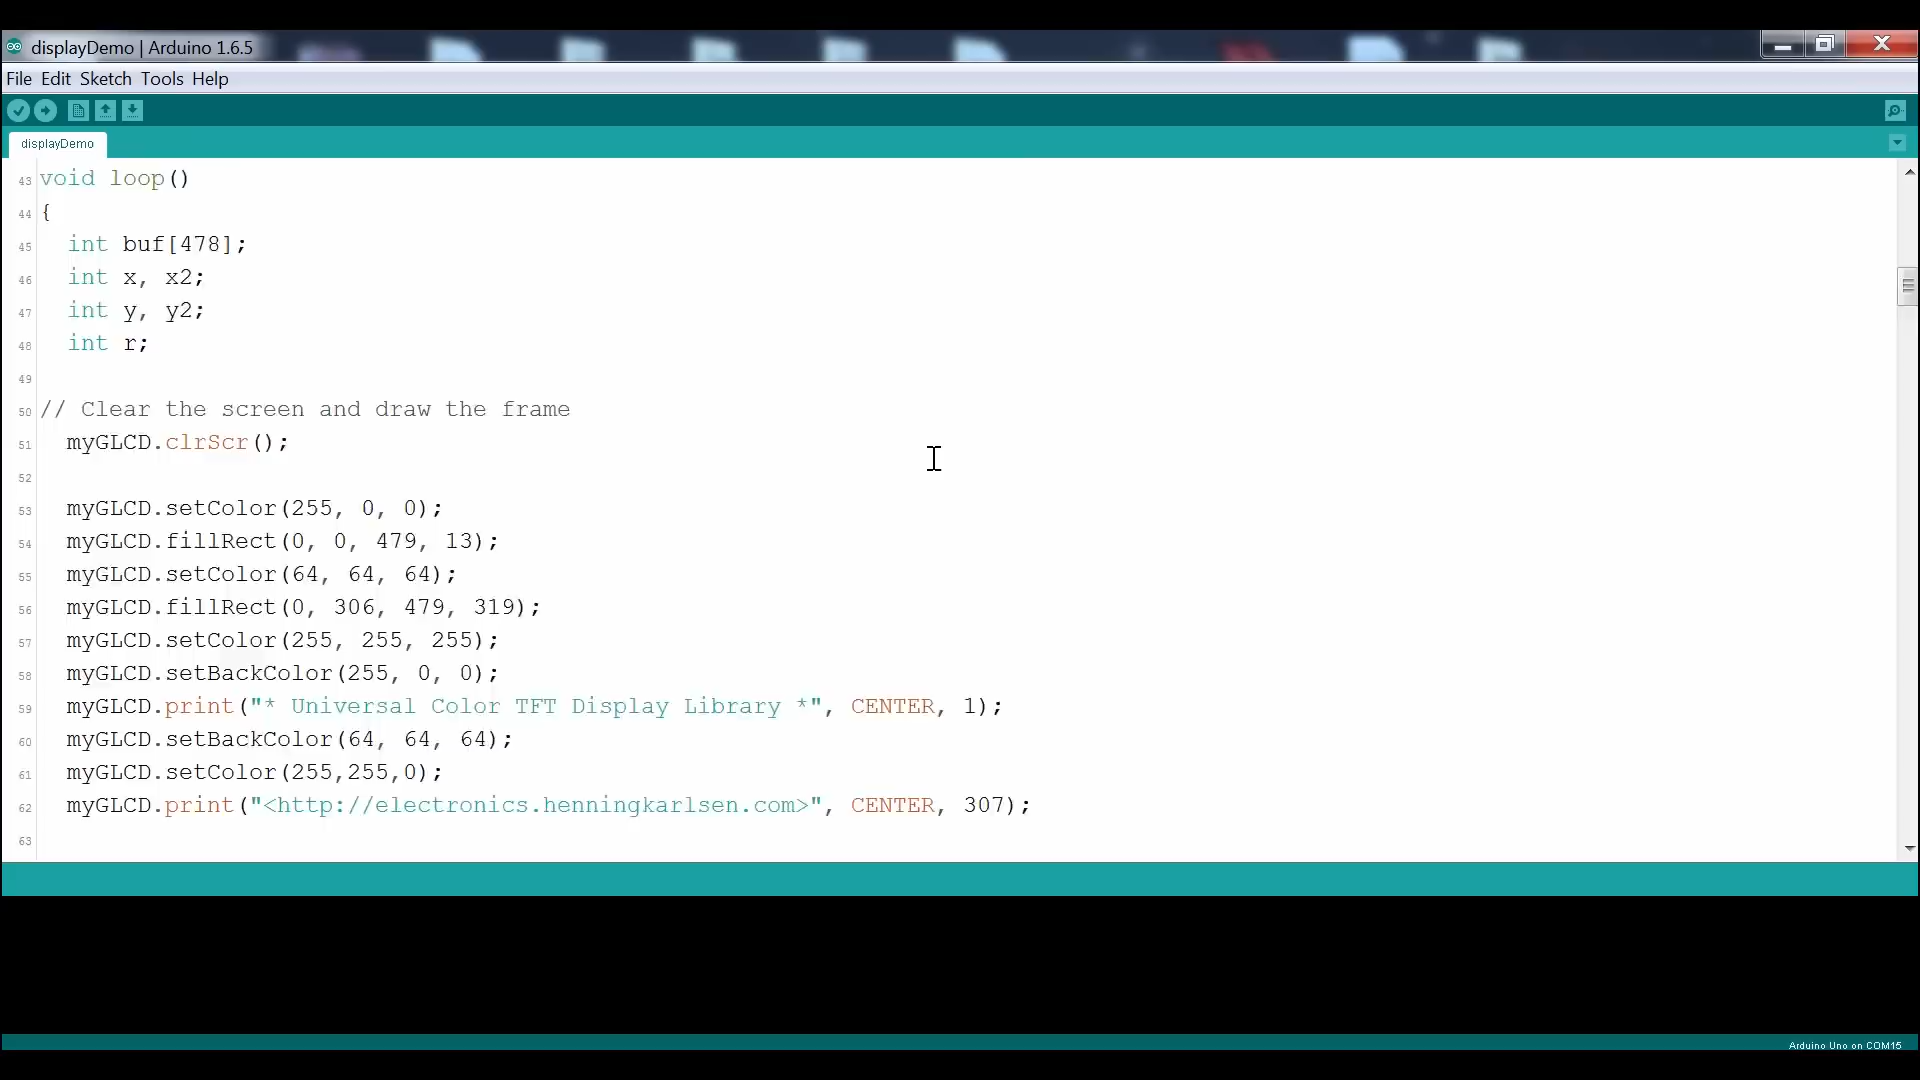 displayDemo | Arduino 1.6.5
File Edit Sketch Tools Help
displayDemo
43 void loop()
44 {
45 int buf[478];
46 int x, x2;
47 int y, y2;
48 int r;
49
50 // Clear the screen and draw the frame
51 myGLCD.clrScr();
52
53 myGLCD.setColor(255, 0, 0);
54 myGLCD.fillRect(0, 0, 479, 13);
55 myGLCD.setColor(64, 64, 64);
56 myGLCD.fillRect(0, 306, 479, 319);
57 myGLCD.setColor(255, 255, 255);
58 myGLCD.setBackColor(255, 0, 0);
59 myGLCD.print("* Universal Color TFT Display Library *", CENTER, 1);
60 myGLCD.setBackColor(64, 64, 64);
61 myGLCD.setColor(255,255,0);
62 myGLCD.print("<http://electronics.henningkarlsen.com>", CENTER, 307);
63
Arduino Uno on COM15